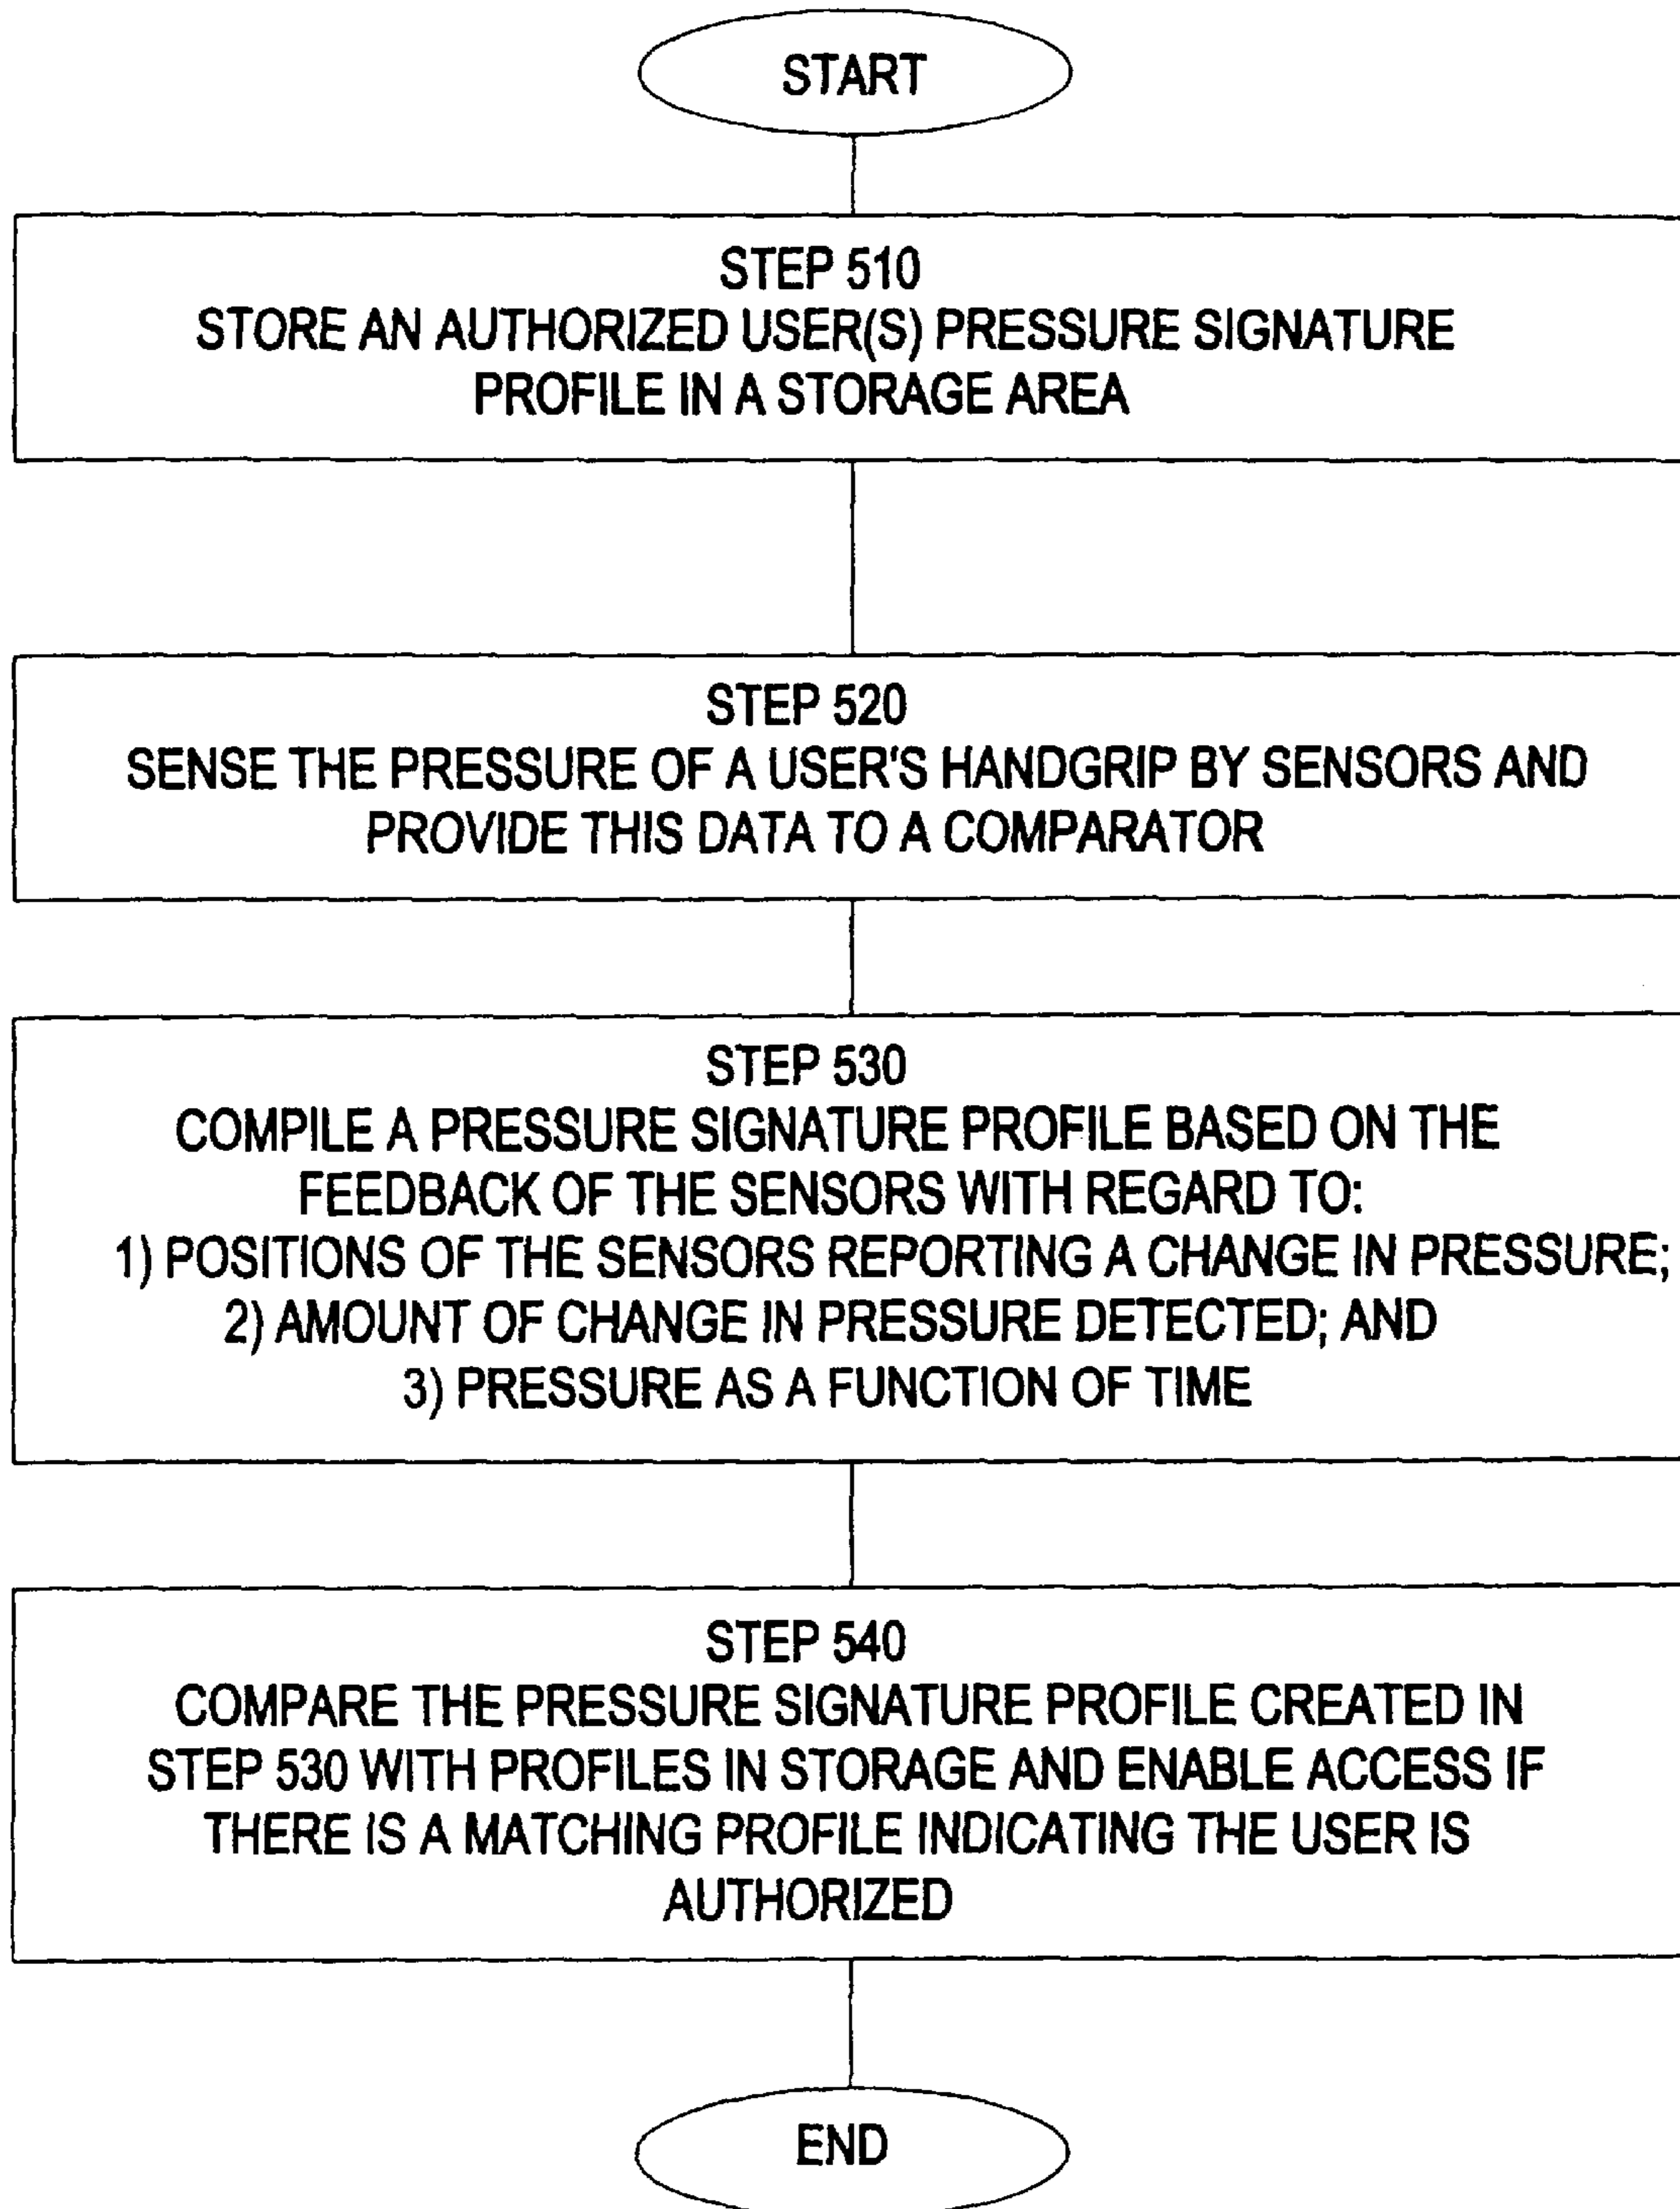 START
STEP 510
STORE AN AUTHORIZED USER(S) PRESSURE SIGNATURE
PROFILE IN A STORAGE AREA
STEP 520
SENSE THE PRESSURE OF A USER'S HANDGRIP BY SENSORS AND
PROVIDE THIS DATA TO A COMPARATOR
STEP 530
COMPILE A PRESSURE SIGNATURE PROFILE BASED ON THE
FEEDBACK OF THE SENSORS WITH REGARD TO:
1) POSITIONS OF THE SENSORS REPORTING A CHANGE IN PRESSURE;
2) AMOUNT OF CHANGE IN PRESSURE DETECTED; AND
3) PRESSURE AS A FUNCTION OF TIME
STEP 540
COMPARE THE PRESSURE SIGNATURE PROFILE CREATED IN
STEP 530 WITH PROFILES IN STORAGE AND ENABLE ACCESS IF
THERE IS A MATCHING PROFILE INDICATING THE USER IS
AUTHORIZED
END